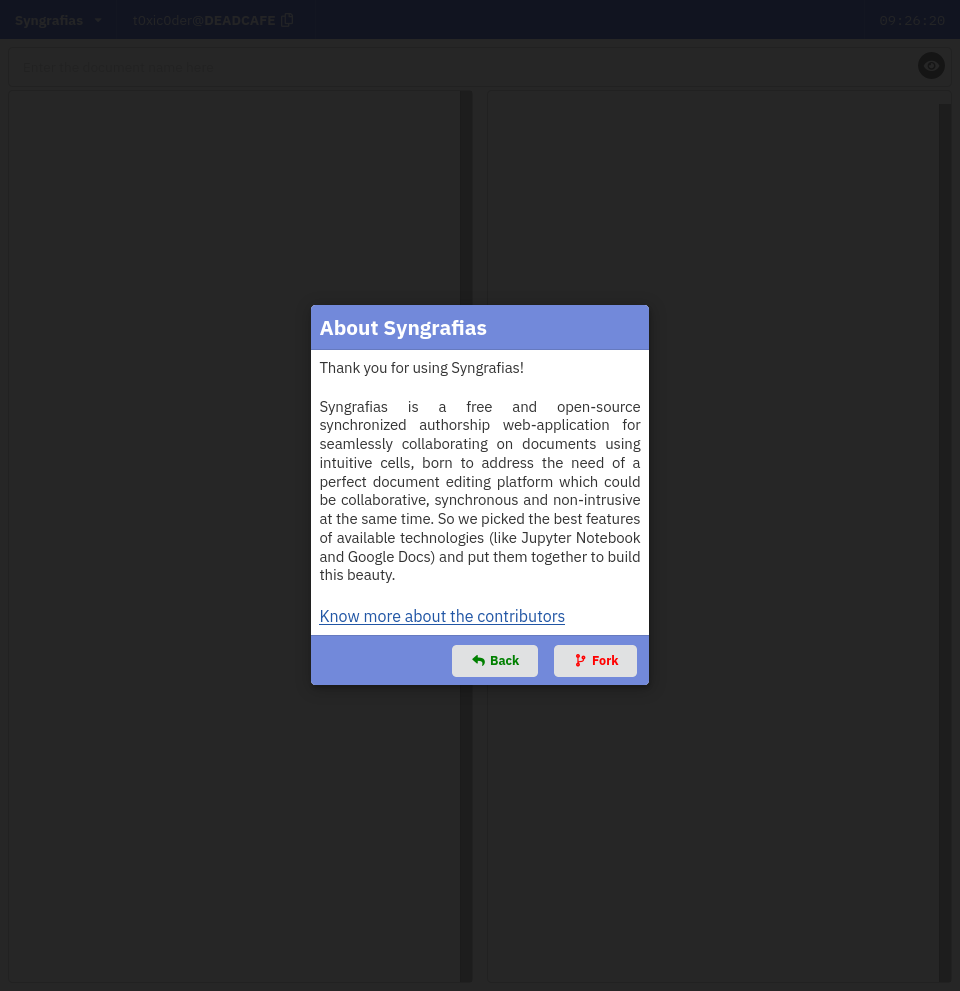 Syngrafias
t0xic0der@DEADCAFE
09:26:20
Enter the document name here
About Syngrafias
Thank you for using Syngrafias!
Syngrafias is a free and open-source
synchronized authorship web-application for
seamlessly collaborating on documents using
intuitive cells, born to address the need of a
perfect document editing platform which could
be collaborative, synchronous and non-intrusive
at the same time. So we picked the best features
of available technologies (like Jupyter Notebook
and Google Docs) and put them together to build
this beauty.
Know more about the contributors
Back
Fork